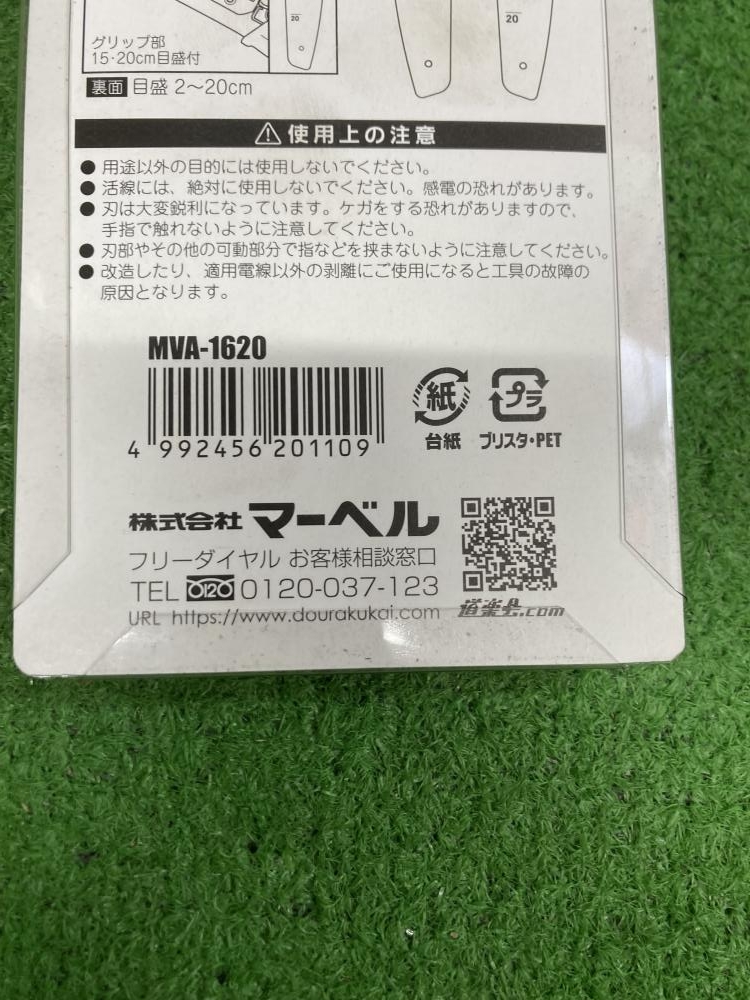 20
20
グリップ部
15・20cm目盛付
裏面 目盛 2〜20cm
使用上の注意
● 用途以外の目的には使用しないでください。
● 活線には、絶対に使用しないでください。感電の恐れがあります。
● 刃は大変鋭利になっています。ケガをする恐れがありますので、
手指で触れないように注意してください。
● 刃部やその他の可動部分で指などを挟まないように注意してください。
● 改造したり、適用電線以外の剥離にご使用になると工具の故障の
原因となります。
MVA-1620
4 992456 201109
紙
台紙
プラ
ブリスタ・PET
株式会社 マーベル
フリーダイヤル お客様相談窓口
TEL 0120-037-123
URL https://www.dourakukai.com
道楽会.com